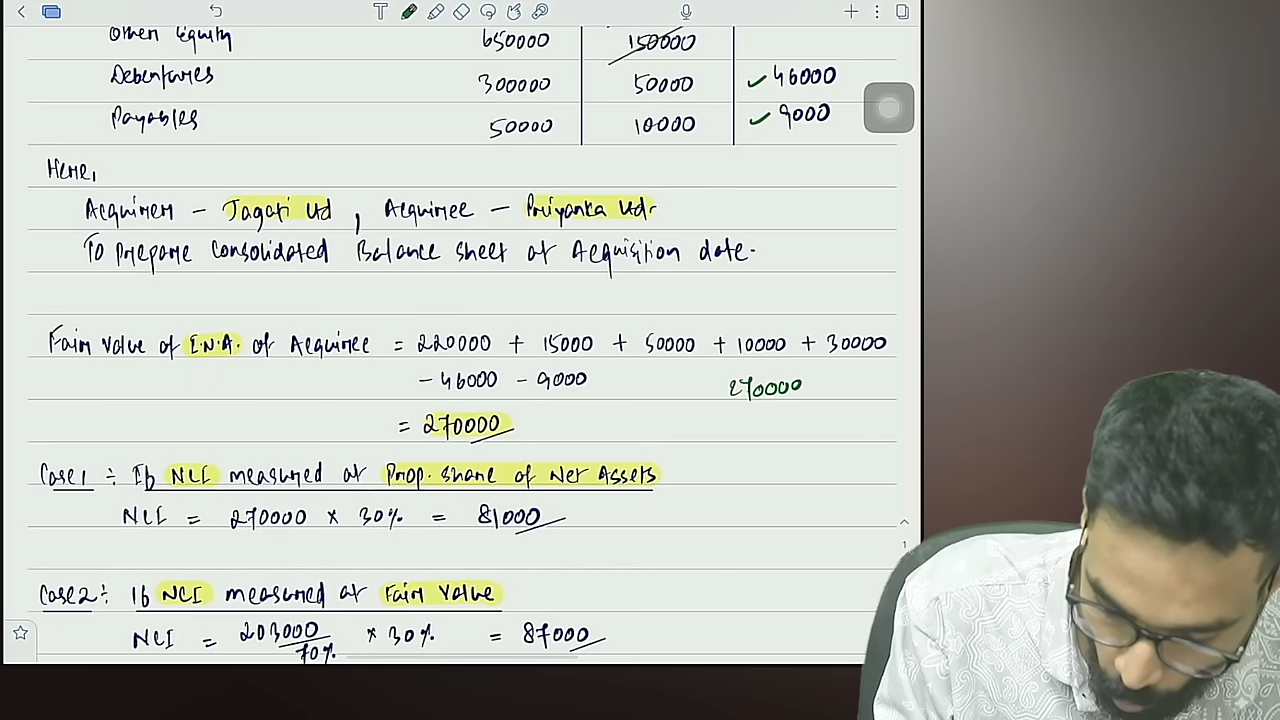 Other Equity 650000 150000
Debentures 300000 50000 ✓ 46000
Payables 50000 10000 ✓ 9000
Here,
Acquirer - Jagati Ltd, Acquiree - Priyanka Ltd.
To prepare Consolidated Balance sheet at Acquisition date.
Fair value of I.N.A. of Acquiree = 220000 + 15000 + 50000 + 10000 + 30000
- 46000 - 9000 270000
= 270000
Case1 ÷ If NCI measured at Prop. share of Net Assets
NCI = 270000 × 30% = 81000
1
Case2 ÷ If NCI measured at Fair Value
NCI = 203000/70% × 30% = 87000